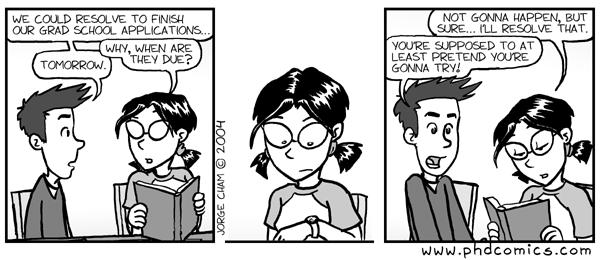 WE COULD RESOLVE TO FINISH
OUR GRAD SCHOOL APPLICATIONS...
WHY, WHEN ARE
THEY DUE?
TOMORROW.
JORGE CHAM © 2004
NOT GONNA HAPPEN, BUT
SURE... I'LL RESOLVE THAT.
YOU'RE SUPPOSED TO AT
LEAST PRETEND YOU'RE
GONNA TRY!
www.phdcomics.com